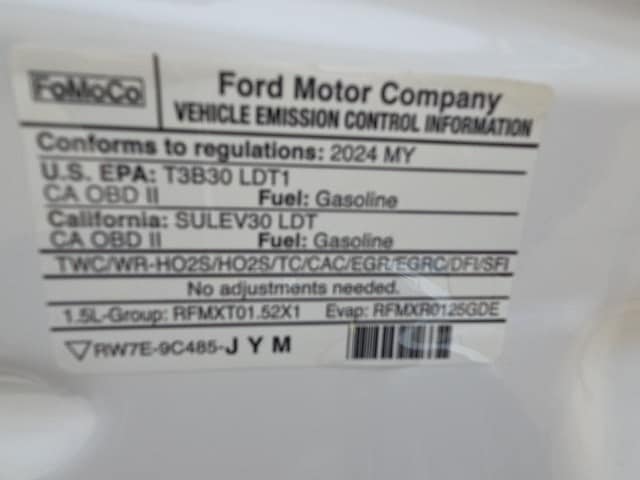 FoMoCo
Ford Motor Company
VEHICLE EMISSION CONTROL INFORMATION
Conforms to regulations: 2024 MY
U.S. EPA: T3B30 LDT1
CA OBD II Fuel: Gasoline
California: SULEV30 LDT
CA OBD II Fuel: Gasoline
TWC/WR-HO2S/HO2S/TC/CAC/EGR/EGRC/DFI/SFI
No adjustments needed.
1.5L-Group: RFMXT01.52X1 Evap: RFMXR0125GDE
RW7E-9C485-JYM